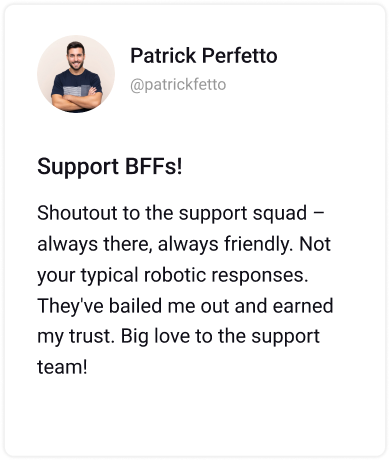 Patrick Perfetto
@patrickfetto
Support BFFs!
Shoutout to the support squad –
always there, always friendly. Not
your typical robotic responses.
They've bailed me out and earned
my trust. Big love to the support
team!